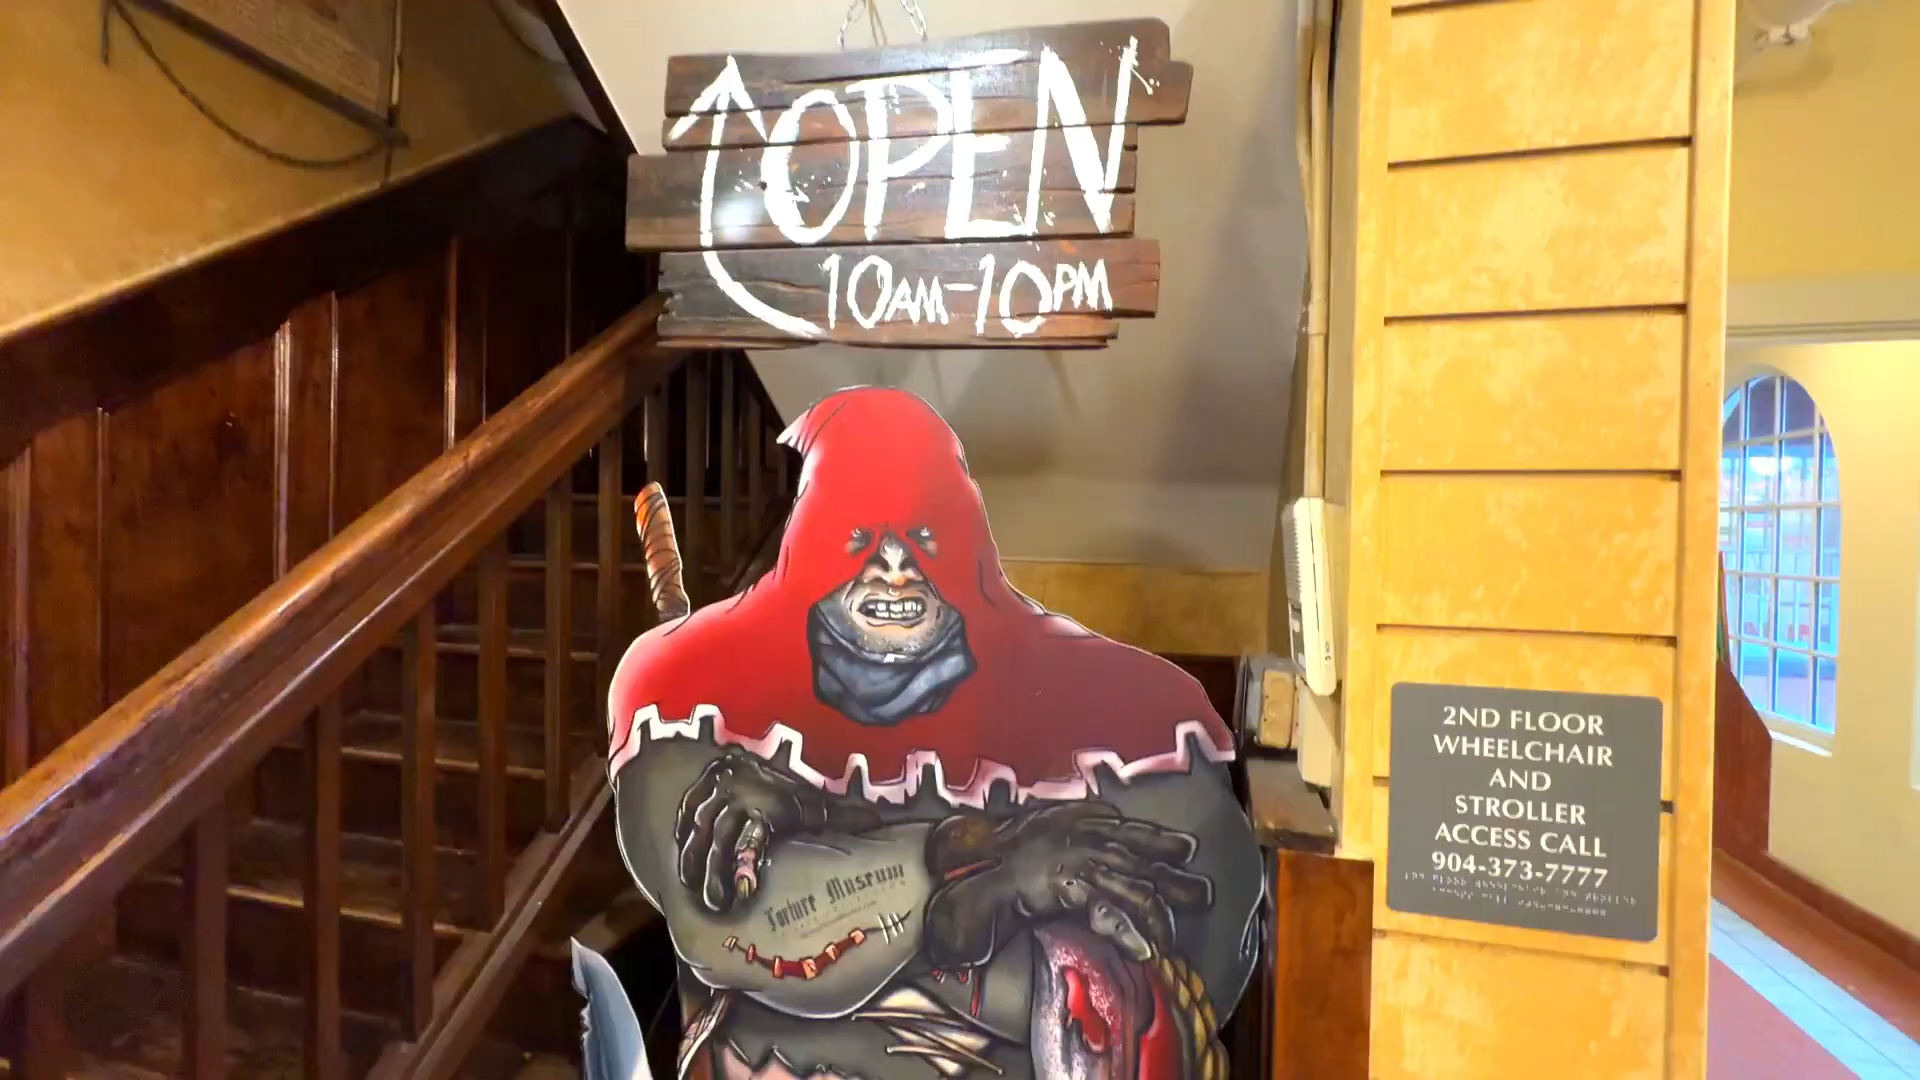 OPEN
10AM-10PM
Torture Museum
2ND FLOOR
WHEELCHAIR
AND
STROLLER
ACCESS CALL
904-373-7777